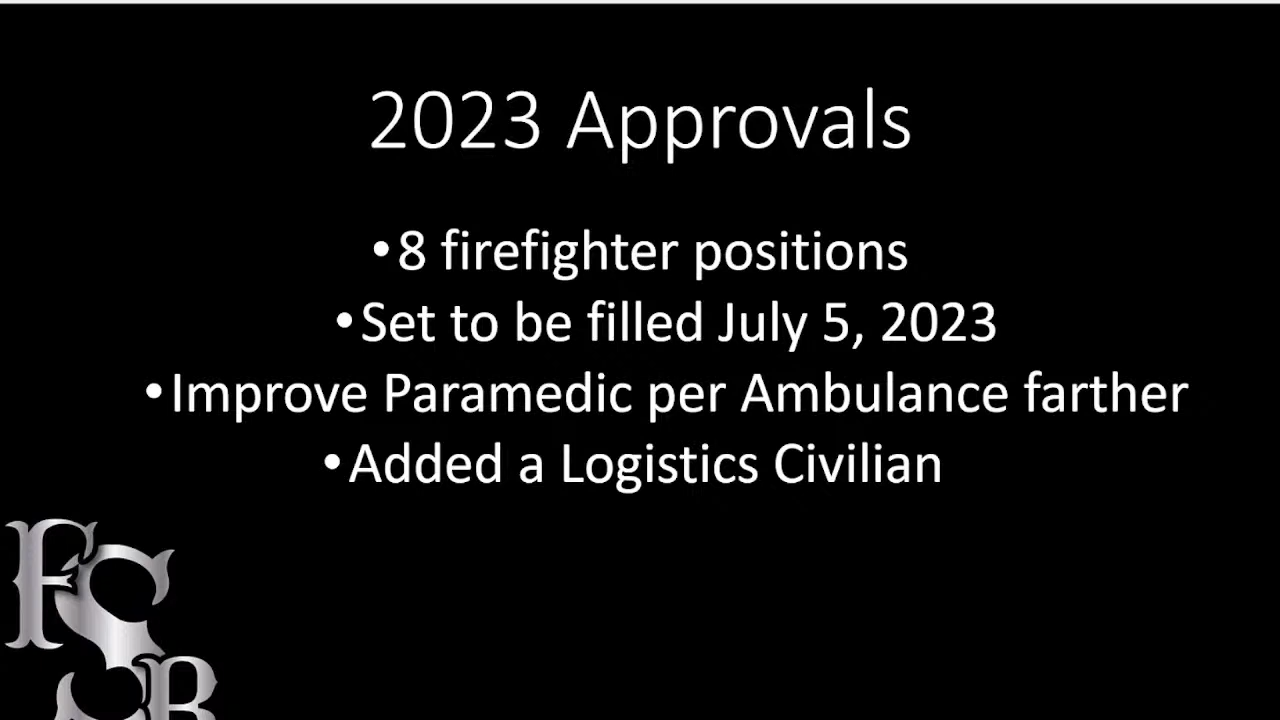 2023 Approvals
•8 firefighter positions
•Set to be filled July 5, 2023
•Improve Paramedic per Ambulance farther
•Added a Logistics Civilian
FSB